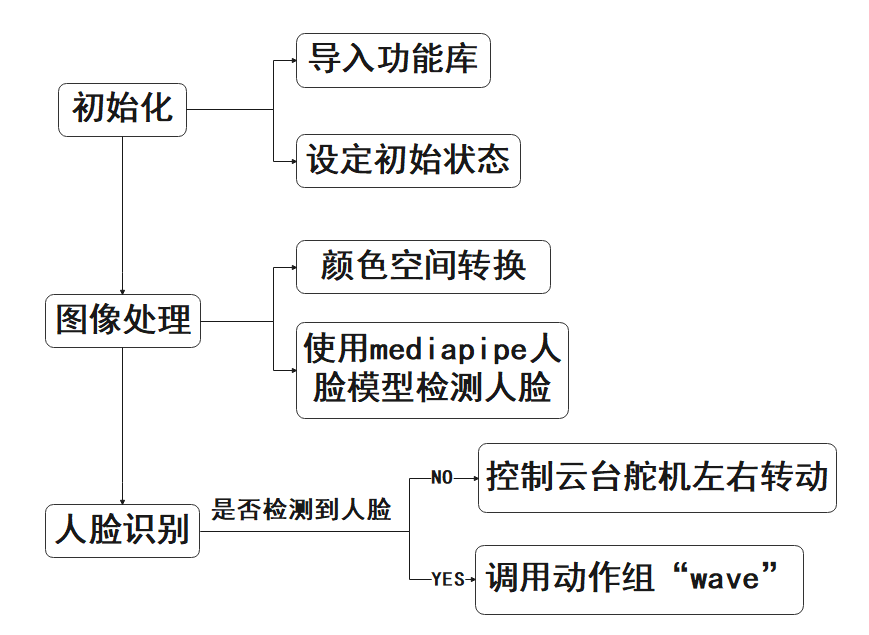 初始化
导入功能库
设定初始状态
图像处理
颜色空间转换
使用mediapipe人
脸模型检测人脸
人脸识别
是否检测到人脸
NO
控制云台舵机左右转动
YES
调用动作组“wave”